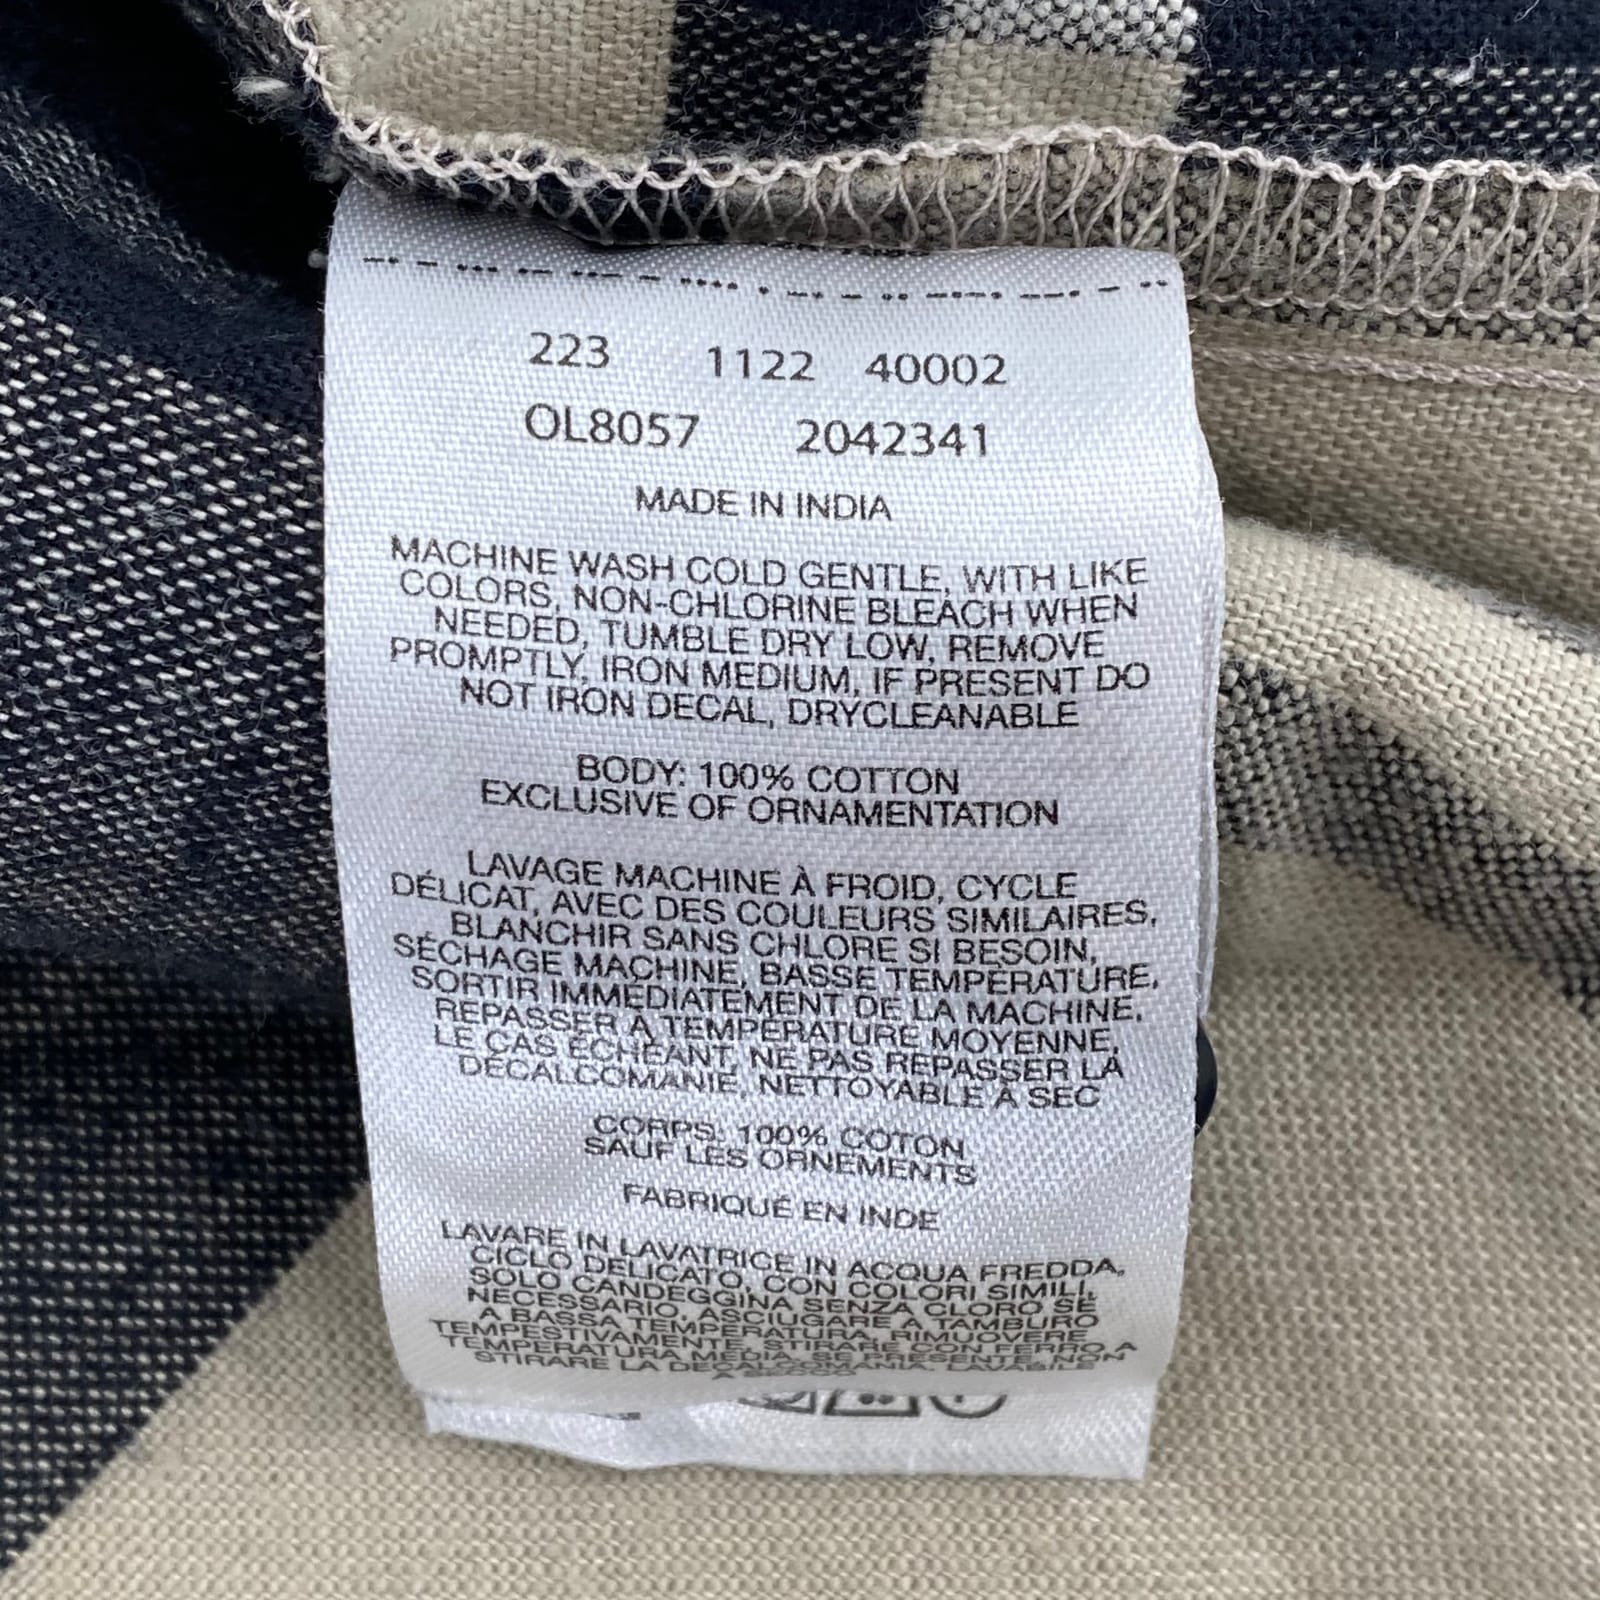 223 1122 40002
OL8057 2042341
MADE IN INDIA
MACHINE WASH COLD GENTLE, WITH LIKE
COLORS, NON-CHLORINE BLEACH WHEN
NEEDED, TUMBLE DRY LOW, REMOVE
PROMPTLY, IRON MEDIUM, IF PRESENT DO
NOT IRON DECAL, DRYCLEANABLE
BODY: 100% COTTON
EXCLUSIVE OF ORNAMENTATION
LAVAGE MACHINE À FROID, CYCLE
DÉLICAT, AVEC DES COULEURS SIMILAIRES,
BLANCHIR SANS CHLORE SI BESOIN,
SÉCHAGE MACHINE, BASSE TEMPÉRATURE,
SORTIR IMMÉDIATEMENT DE LA MACHINE,
REPASSER À TEMPÉRATURE MOYENNE,
LE CAS ÉCHÉANT, NE PAS REPASSER LA
DÉCALCOMANIE, NETTOYABLE À SEC
CORPS: 100% COTON
SAUF LES ORNEMENTS
FABRIQUÉ EN INDE
LAVARE IN LAVATRICE IN ACQUA FREDDA,
CICLO DELICATO, CON COLORI SIMILI,
SOLO CANDEGGINA SENZA CLORO SE
NECESSARIO, ASCIUGARE A TAMBURO
A BASSA TEMPERATURA, RIMUOVERE
TEMPESTIVAMENTE, STIRARE CON FERRO A
TEMPERATURA MEDIA, SE PRESENTE, NON
STIRARE LA DECALCOMANIA, LAVABILE
A SECCO